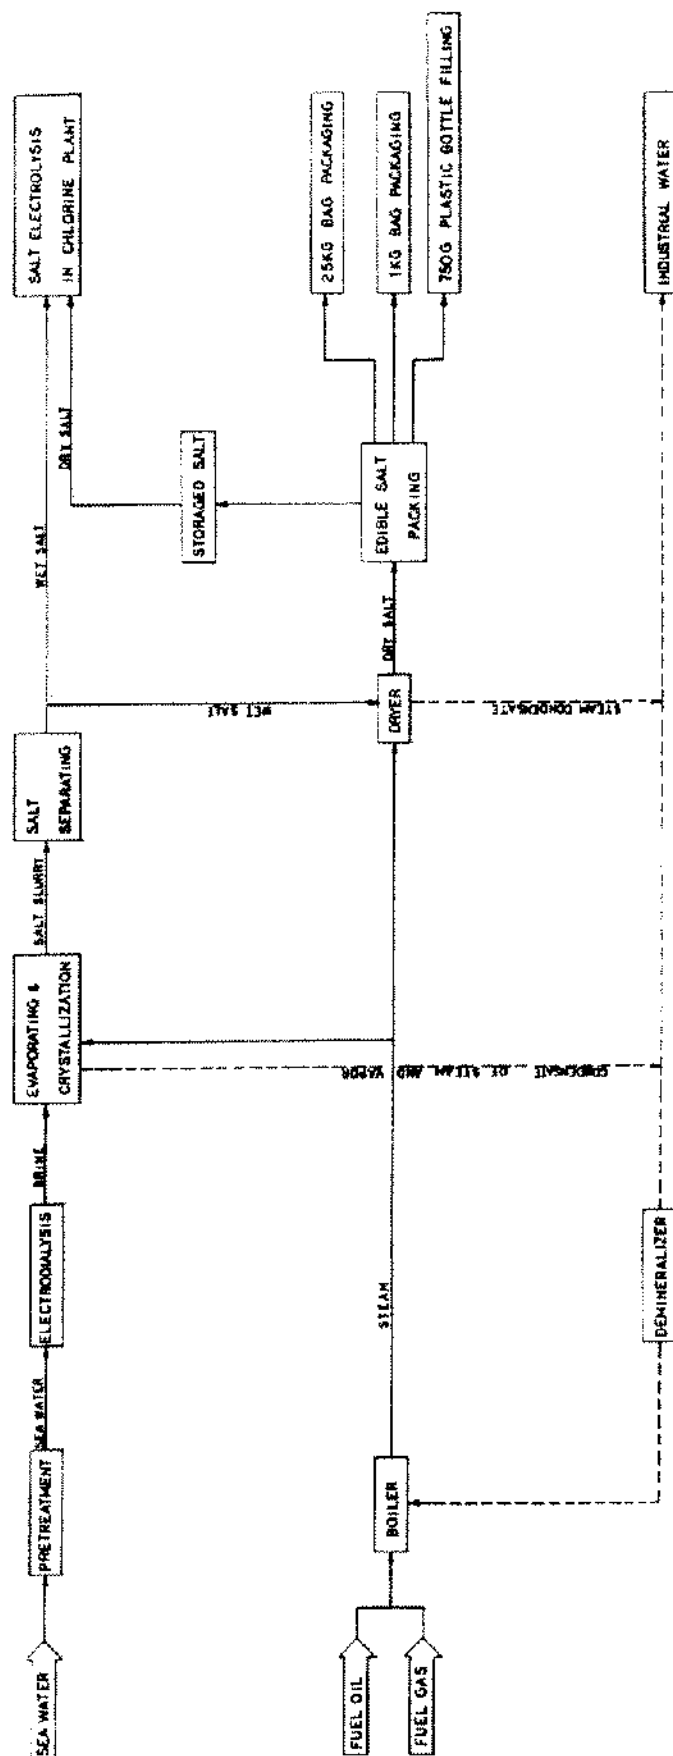 SEA WATER
PRETREATMENT
SEA WATER
ELECTRODIALYSIS
BRINE
EVAPORATING &
CRYSTALLIZATION
SALT SLURRY
SALT
SEPARATING
WET SALT
SALT ELECTROLYSIS
IN CHLORINE PLANT
DRY SALT
STORAGED SALT
WET SALT
FUEL OIL
FUEL GAS
BOILER
STEAM
DRYER
DRY SALT
EDIBLE SALT
PACKING
25KG BAG PACKAGING
1KG BAG PACKAGING
750G PLASTIC BOTTLE FILLING
CONDENSATE OF STEAM AND VAPOR
STEAM CONDENSATE
DEMINERALIZER
INDUSTRIAL WATER